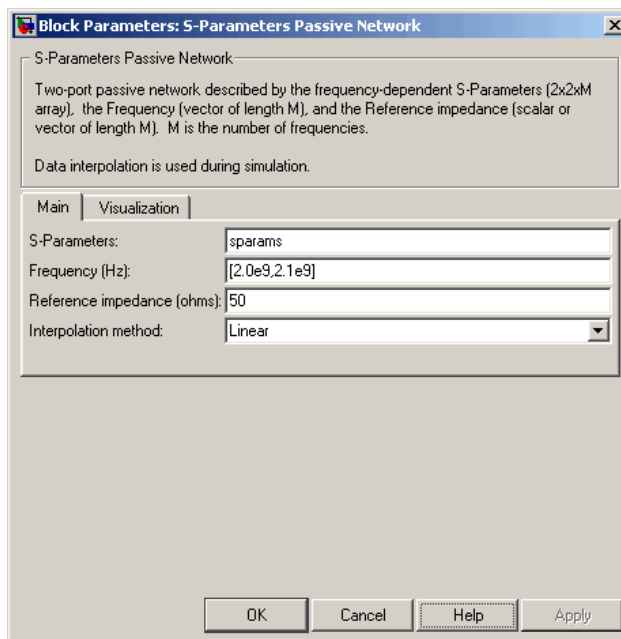 Block Parameters: S-Parameters Passive Network
S-Parameters Passive Network
Two-port passive network described by the frequency-dependent S-Parameters (2x2xM
array), the Frequency (vector of length M), and the Reference impedance (scalar or
vector of length M). M is the number of frequencies.
Data interpolation is used during simulation.
Main Visualization
S-Parameters: sparams
Frequency (Hz): [2.0e9,2.1e9]
Reference impedance (ohms): 50
Interpolation method: Linear
OK Cancel Help Apply